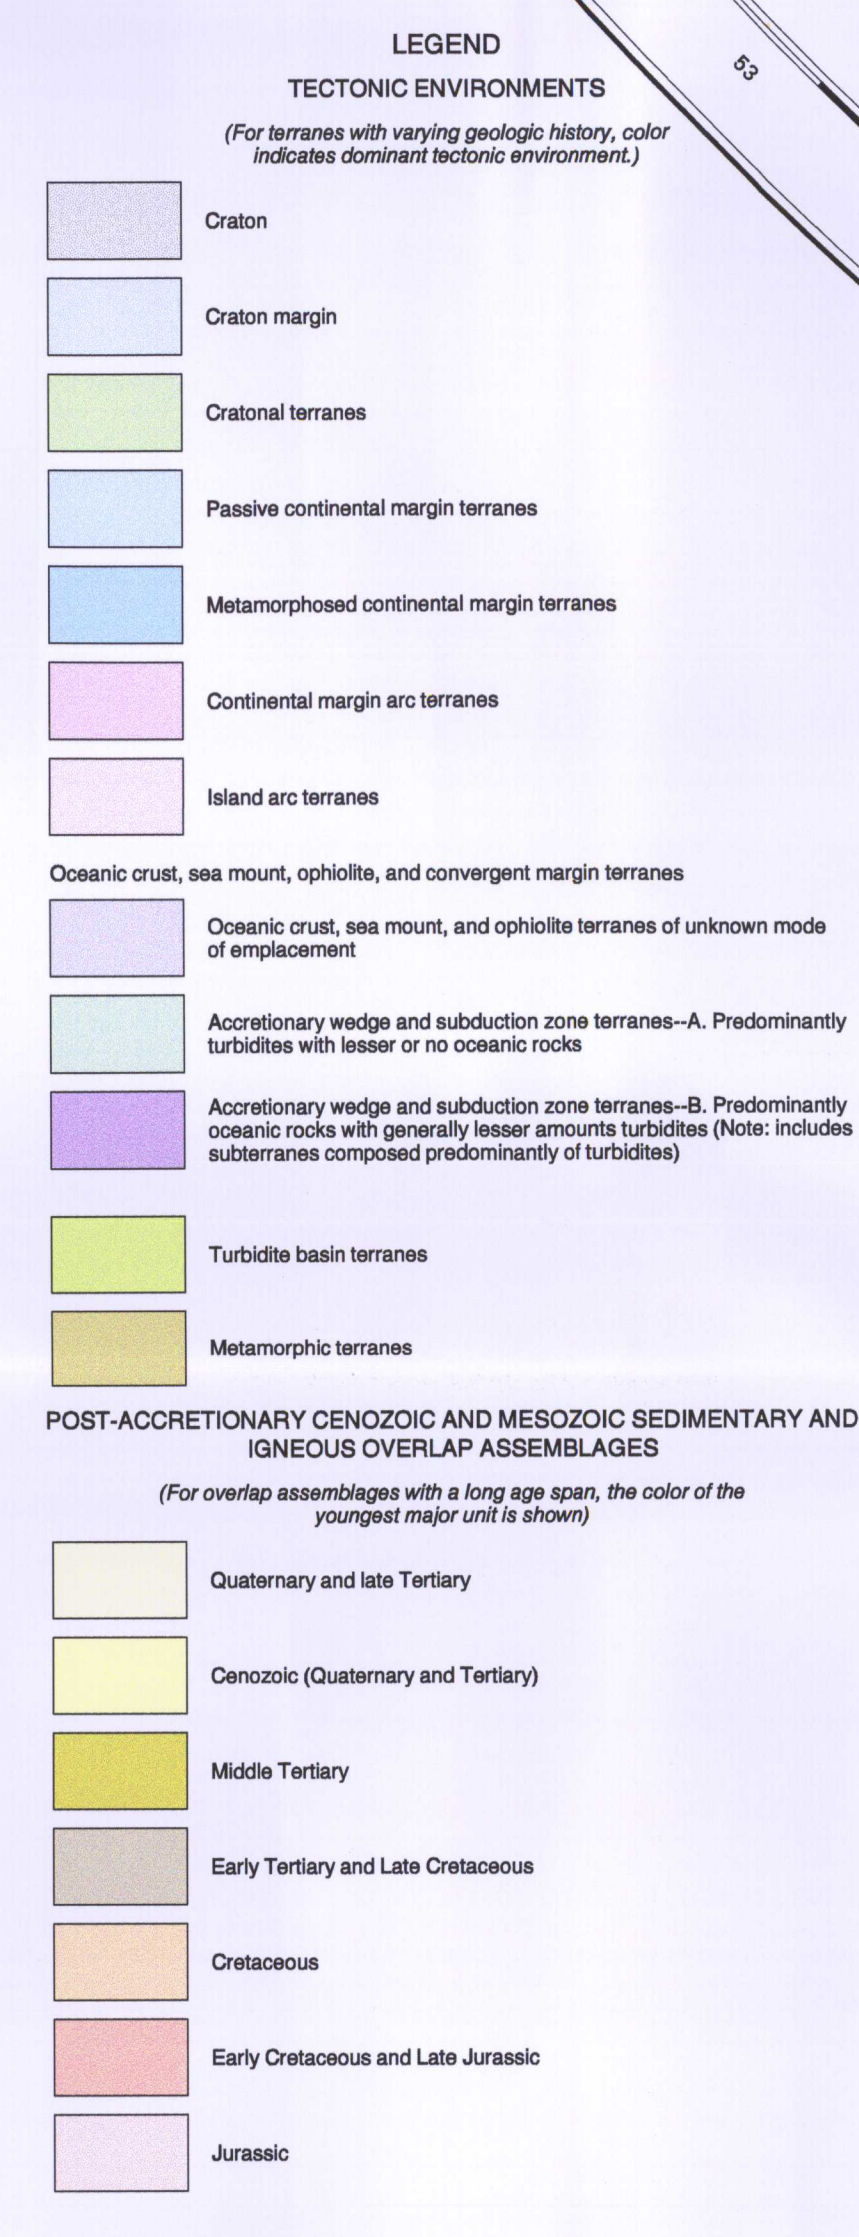 LEGEND
53
TECTONIC ENVIRONMENTS
(For terranes with varying geologic history, color
indicates dominant tectonic environment.)
Craton
Craton margin
Cratonal terranes
Passive continental margin terranes
Metamorphosed continental margin terranes
Continental margin arc terranes
Island arc terranes
Oceanic crust, sea mount, ophiolite, and convergent margin terranes
Oceanic crust, sea mount, and ophiolite terranes of unknown mode
of emplacement
Accretionary wedge and subduction zone terranes--A. Predominantly
turbidites with lesser or no oceanic rocks
Accretionary wedge and subduction zone terranes--B. Predominantly
oceanic rocks with generally lesser amounts turbidites (Note: includes
subterranes composed predominantly of turbidites)
Turbidite basin terranes
Metamorphic terranes
POST-ACCRETIONARY CENOZOIC AND MESOZOIC SEDIMENTARY AND
IGNEOUS OVERLAP ASSEMBLAGES
(For overlap assemblages with a long age span, the color of the
youngest major unit is shown)
Quaternary and late Tertiary
Cenozoic (Quaternary and Tertiary)
Middle Tertiary
Early Tertiary and Late Cretaceous
Cretaceous
Early Cretaceous and Late Jurassic
Jurassic